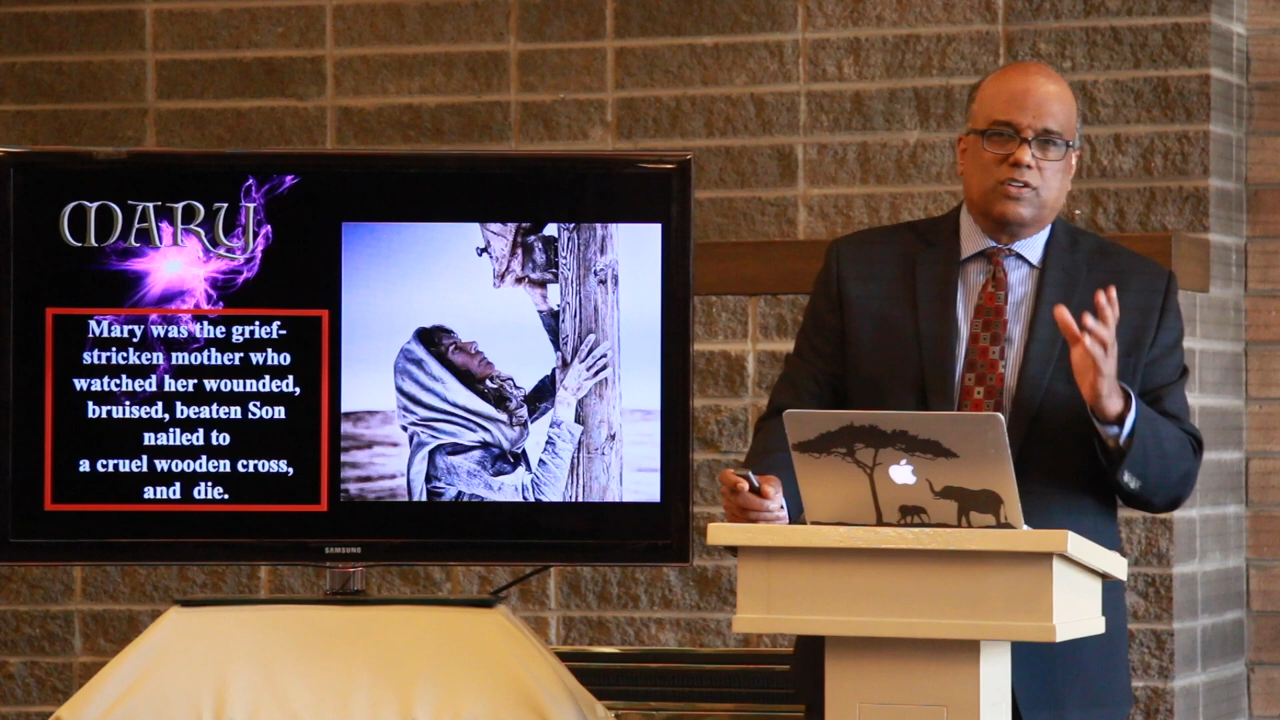 MARY
Mary was the grief-
stricken mother who
watched her wounded,
bruised, beaten Son
nailed to
a cruel wooden cross,
and die.
SAMSUNG